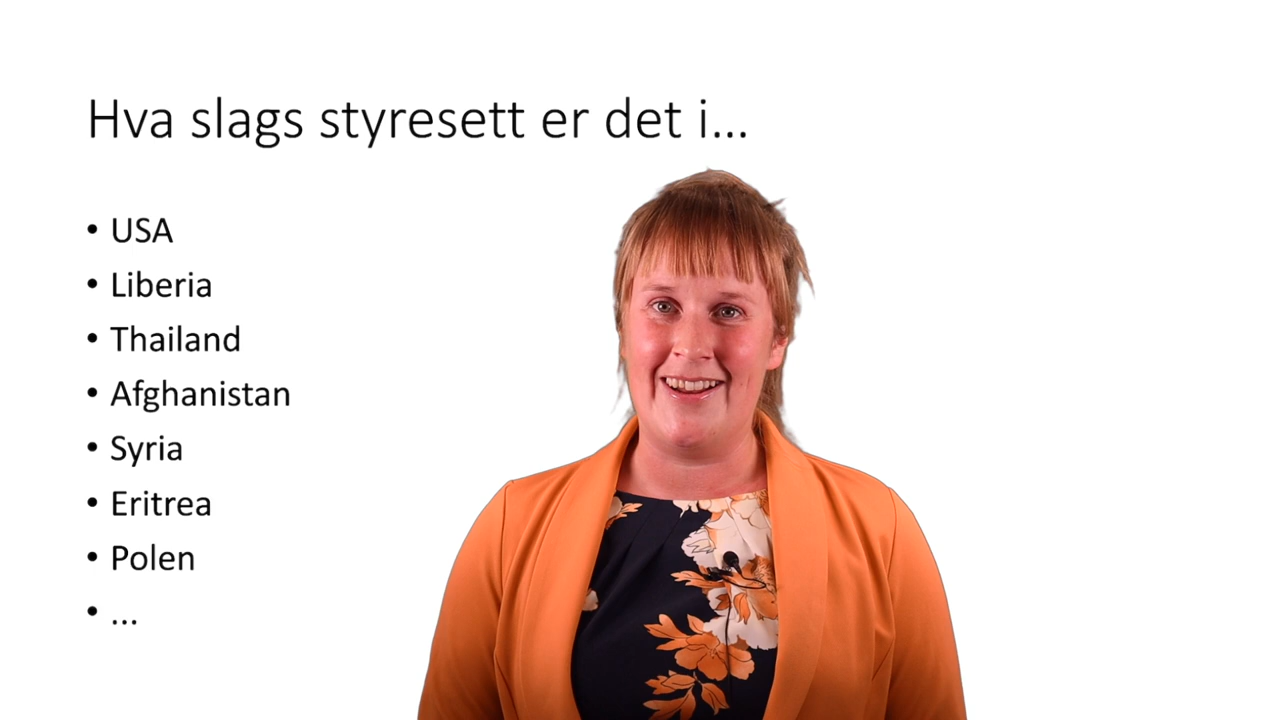 Hva slags styresett er det i...
• USA
• Liberia
• Thailand
• Afghanistan
• Syria
• Eritrea
• Polen
• ...